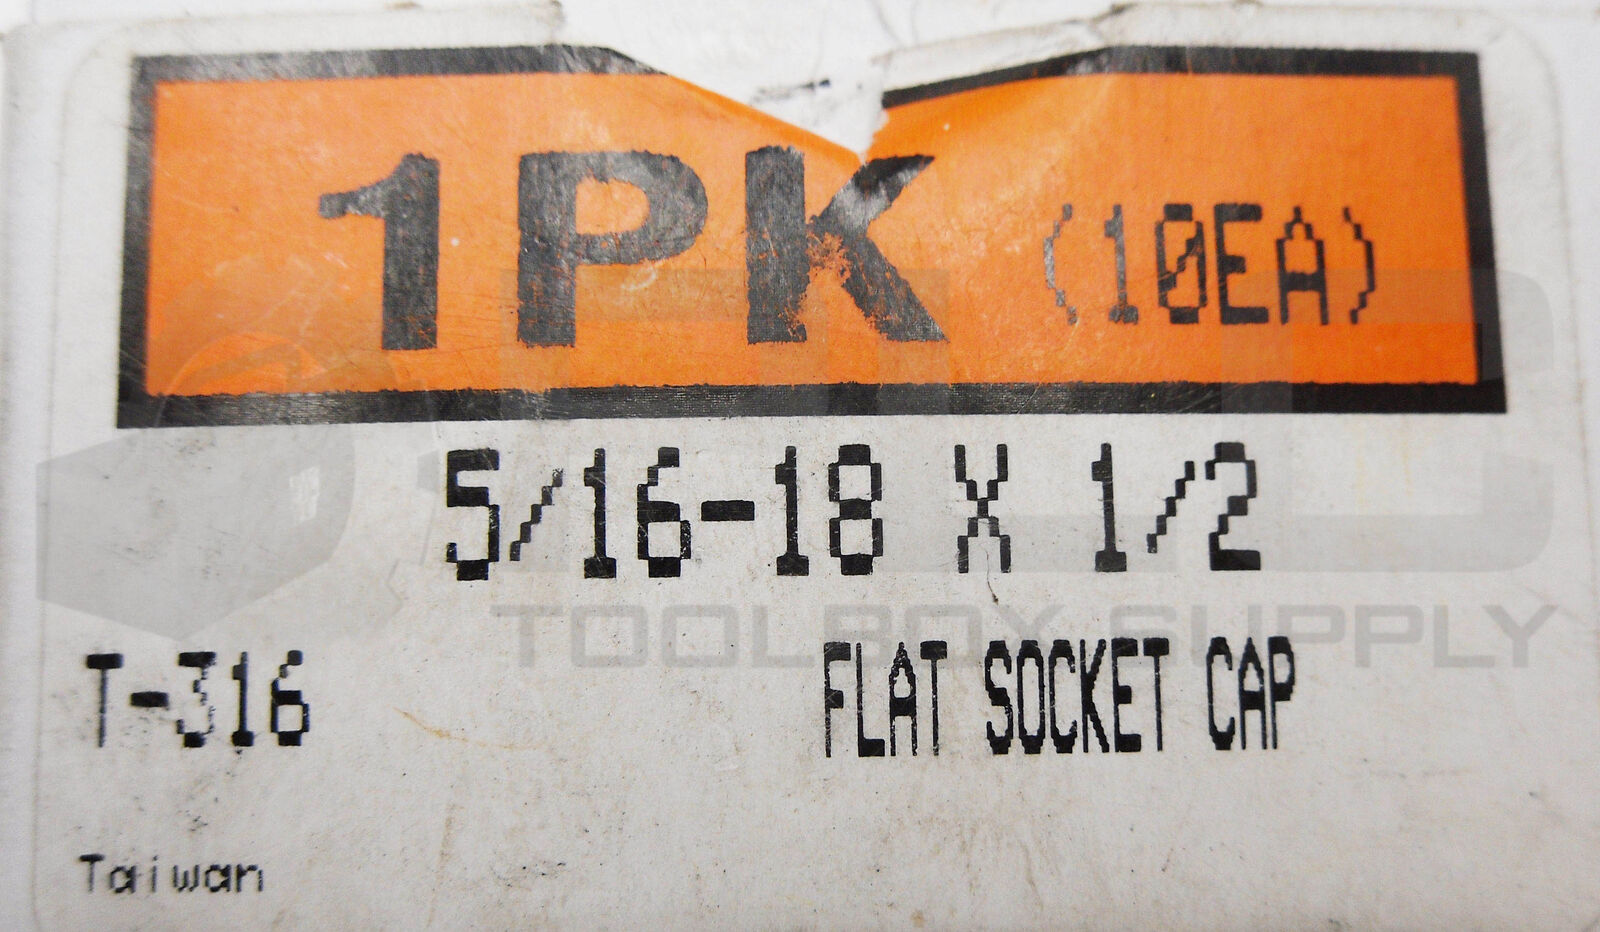 1PK (10EA)
5/16-18 X 1/2
TOOLBOX SUPPLY
T-316 FLAT SOCKET CAP
Taiwan